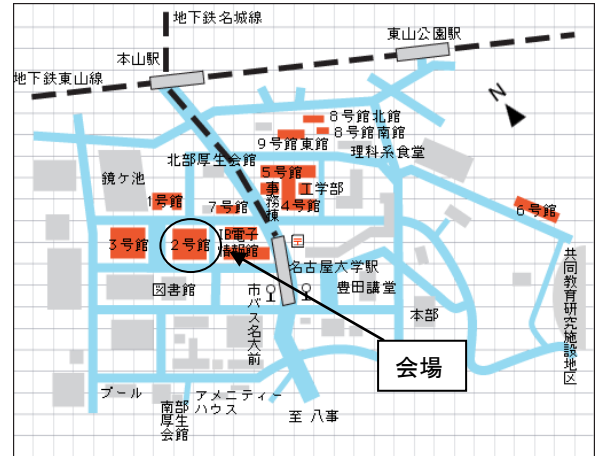 地下鉄名城線
東山公園駅
本山駅
地下鉄東山線
N
8号館北館
8号館南館
9号館東館
理科系食堂
北部厚生会館
5号館
鏡ケ池
事務棟
工学部
1号館
7号館
4号館
6号館
3号館
2号館
IB電子
情報館
名古屋大学駅
豊田講堂
図書館
市バス名大前
本部
共同教育研究施設地区
会場
プール
アメニティー
ハウス
南部
厚生
会館
至 八事